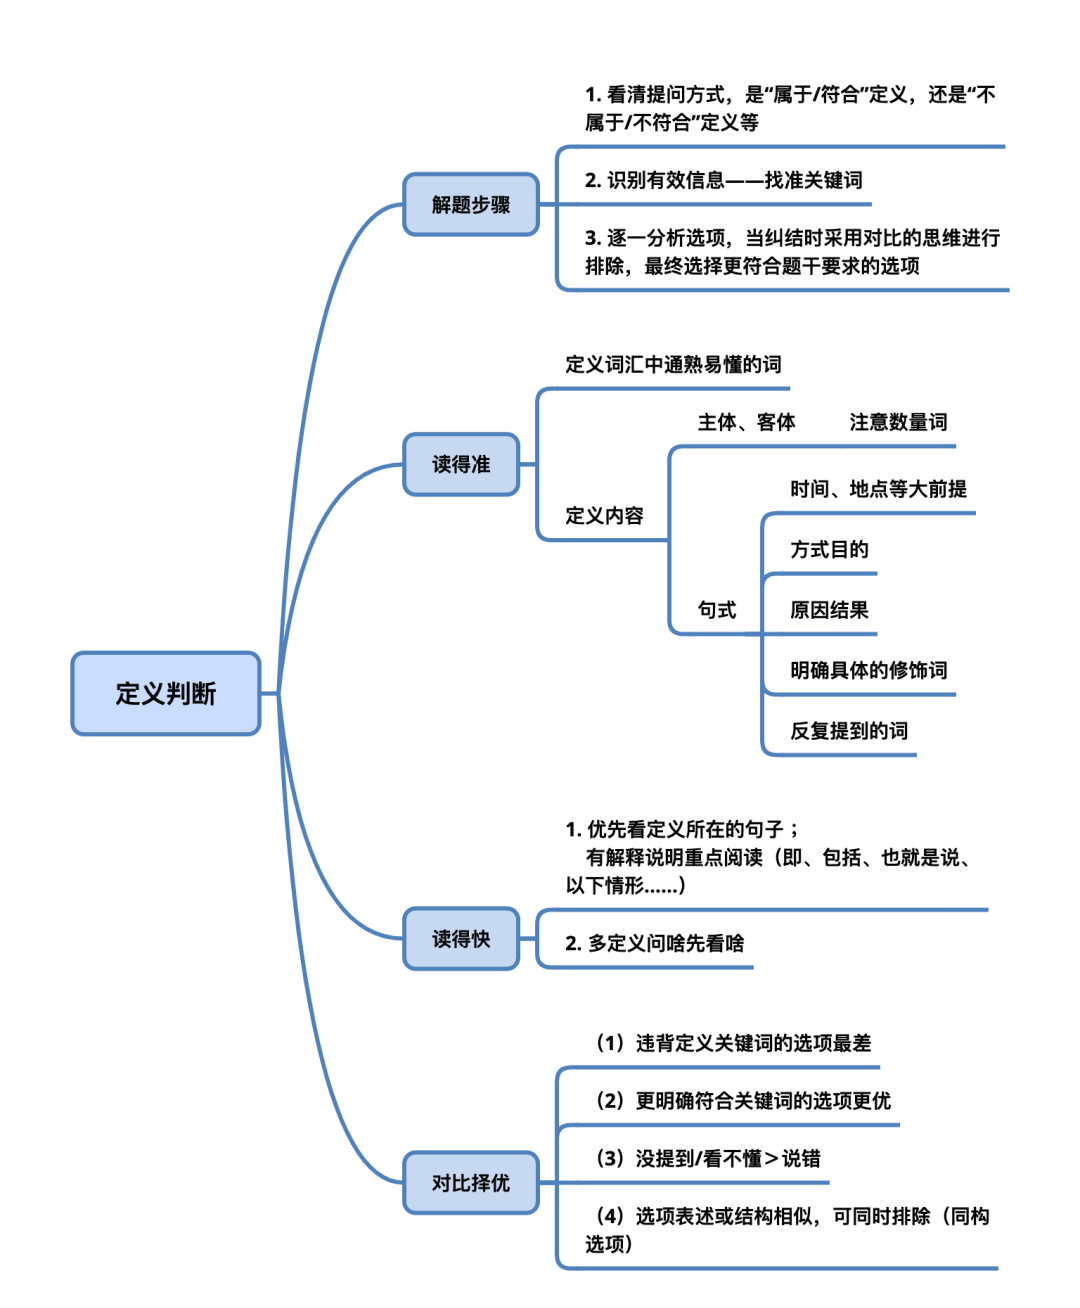 定义判断
解题步骤
1. 看清提问方式，是“属于/符合”定义，还是“不
属于/不符合”定义等
2. 识别有效信息——找准关键词
3. 逐一分析选项，当纠结时采用对比的思维进行
排除，最终选择更符合题干要求的选项
读得准
定义词汇中通熟易懂的词
定义内容
主体、客体
注意数量词
句式
时间、地点等大前提
方式目的
原因结果
明确具体的修饰词
反复提到的词
读得快
1. 优先看定义所在的句子；
有解释说明重点阅读（即、包括、也就是说、
以下情形……）
2. 多定义问啥先看啥
对比择优
（1）违背定义关键词的选项最差
（2）更明确符合关键词的选项更优
（3）没提到/看不懂＞说错
（4）选项表述或结构相似，可同时排除（同构
选项）